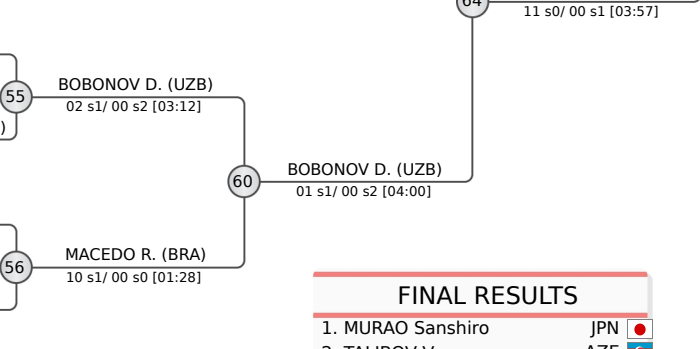 64
11 s0/ 00 s1 [03:57]
55
BOBONOV D. (UZB)
02 s1/ 00 s2 [03:12]
)
60
BOBONOV D. (UZB)
01 s1/ 00 s2 [04:00]
56
MACEDO R. (BRA)
10 s1/ 00 s0 [01:28]
FINAL RESULTS
1. MURAO Sanshiro JPN